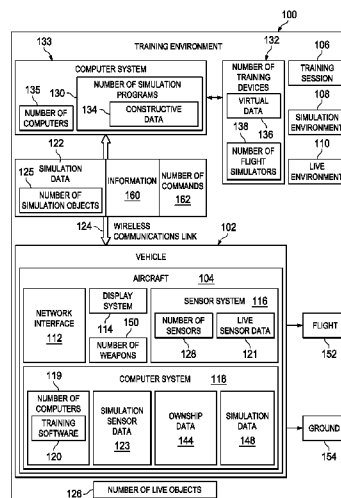 100
TRAINING ENVIRONMENT
133
COMPUTER SYSTEM
130
NUMBER OF SIMULATION
PROGRAMS
135
134
CONSTRUCTIVE
DATA
NUMBER OF
COMPUTERS
132
NUMBER OF
TRAINING
DEVICES
VIRTUAL
DATA
138
136
NUMBER OF
FLIGHT
SIMULATORS
106
TRAINING
SESSION
108
SIMULATION
ENVIRONMENT
110
LIVE
ENVIRONMENT
122
SIMULATION
DATA
125
NUMBER OF
SIMULATION OBJECTS
INFORMATION
160
NUMBER OF
COMMANDS
162
124
WIRELESS
COMMUNICATIONS LINK
102
VEHICLE
AIRCRAFT 104
NETWORK
INTERFACE
112
DISPLAY
SYSTEM
114
150
NUMBER OF
WEAPONS
SENSOR SYSTEM 116
NUMBER OF
SENSORS
LIVE
SENSOR DATA
128
121
COMPUTER SYSTEM 118
119
NUMBER OF
COMPUTERS
TRAINING
SOFTWARE
120
SIMULATION
SENSOR
DATA
123
OWNSHIP
DATA
144
SIMULATION
DATA
148
FLIGHT
152
GROUND
154
126
NUMBER OF LIVE OBJECTS